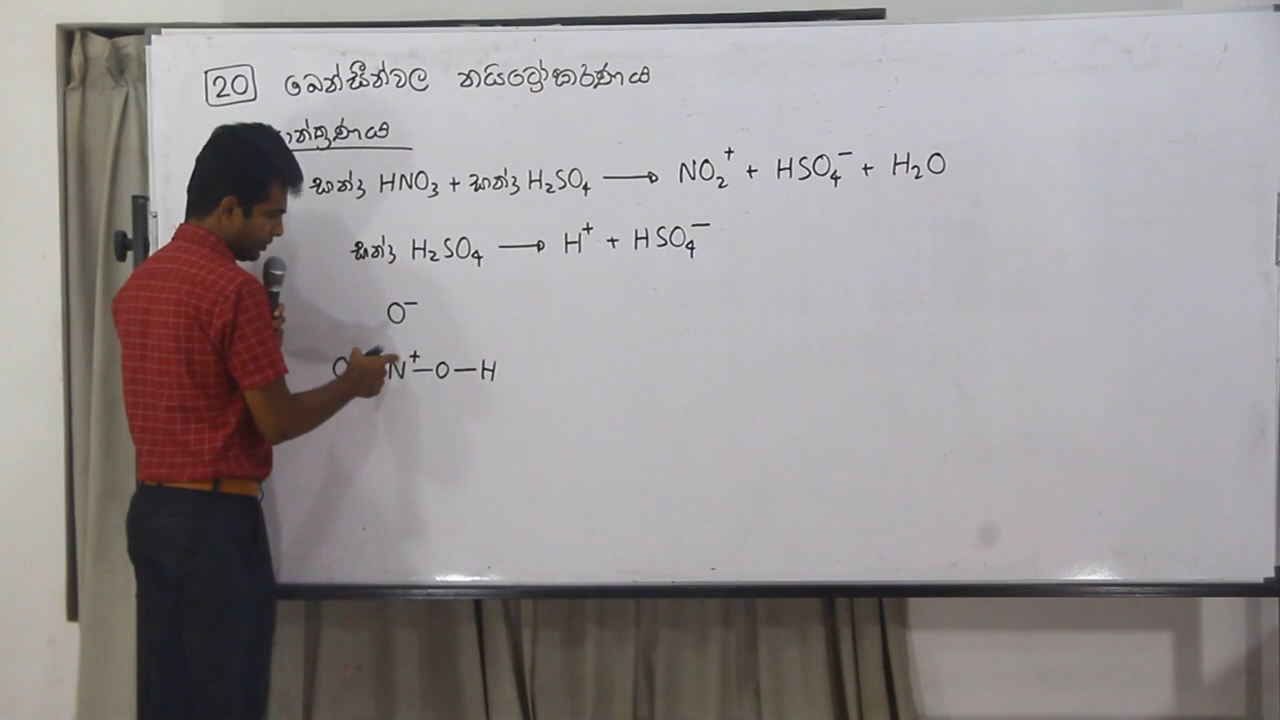 20 බෙන්සීන්වල නයිට්‍රෝකරණය
සාන්ද්‍ර HNO₃ + සාන්ද්‍ර H₂SO₄ ⟶ NO₂⁺ + HSO₄⁻ + H₂O
සාන්ද්‍ර H₂SO₄ ⟶ H⁺ + HSO₄⁻
O⁻
O N⁺—O—H